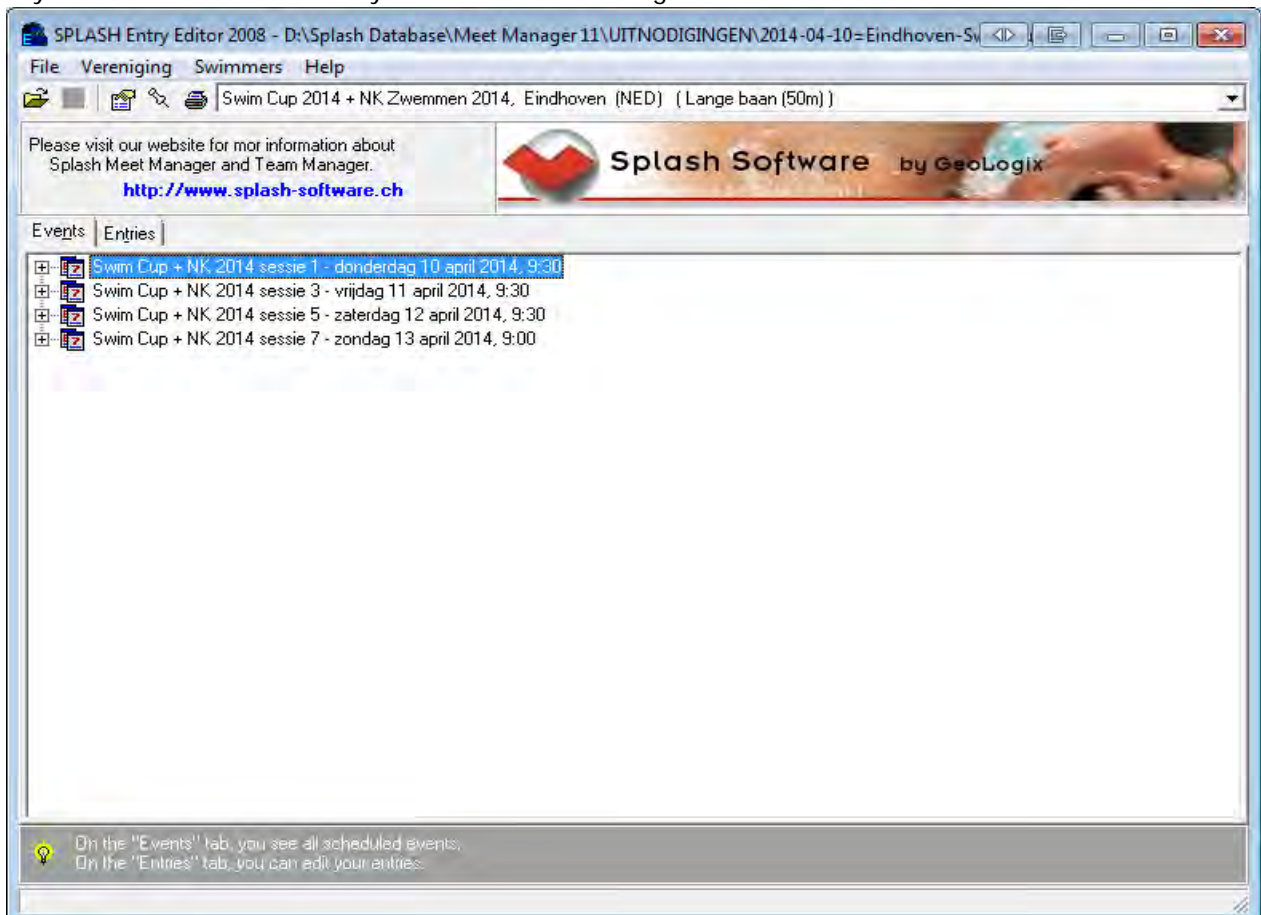 SPLASH Entry Editor 2008 - D:\Splash Database\Meet Manager 11\UITNODIGINGEN\2014-04-10=Eindhoven-Sw
File Vereniging Swimmers Help
Swim Cup 2014 + NK Zwemmen 2014, Eindhoven (NED) ( Lange baan (50m) )
Please visit our website for mor information about
Splash Meet Manager and Team Manager.
http://www.splash-software.ch
Splash Software by GeoLogix
Events Entries
Swim Cup + NK 2014 sessie 1 - donderdag 10 april 2014, 9:30
Swim Cup + NK 2014 sessie 3 - vrijdag 11 april 2014, 9:30
Swim Cup + NK 2014 sessie 5 - zaterdag 12 april 2014, 9:30
Swim Cup + NK 2014 sessie 7 - zondag 13 april 2014, 9:00
On the "Events" tab, you see all scheduled events.
On the "Entries" tab, you can edit your entries.